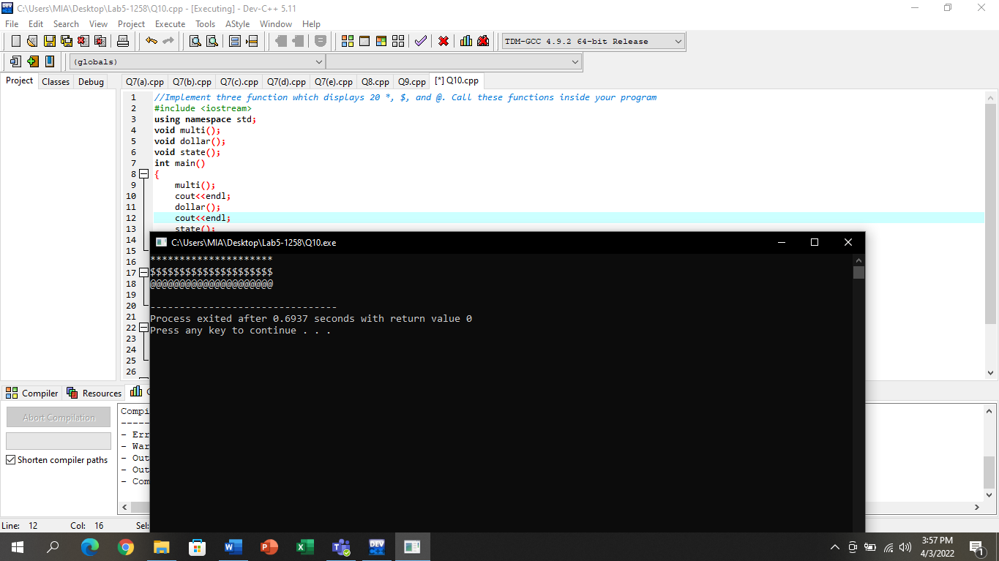 C:\Users\MIA\Desktop\Lab5-1258\Q10.cpp - [Executing] - Dev-C++ 5.11
File Edit Search View Project Execute Tools AStyle Window Help
TDM-GCC 4.9.2 64-bit Release
(globals)
Project Classes Debug
Q7(a).cpp Q7(b).cpp Q7(c).cpp Q7(d).cpp Q7(e).cpp Q8.cpp Q9.cpp [*] Q10.cpp
1 //Implement three function which displays 20 *, $, and @. Call these functions inside your program
2 #include <iostream>
3 using namespace std;
4 void multi();
5 void dollar();
6 void state();
7 int main()
8 {
9 multi();
10 cout<<endl;
11 dollar();
12 cout<<endl;
13 state();
14
15
16
17
18
19
20
21
22
23
24
25
26
C:\Users\MIA\Desktop\Lab5-1258\Q10.exe
*********************
$$$$$$$$$$$$$$$$$$$$$
@@@@@@@@@@@@@@@@@@@@@
--------------------------------
Process exited after 0.6937 seconds with return value 0
Press any key to continue . . .
Compiler Resources
Abort Compilation
Shorten compiler paths
Compi
-----
- Err
- War
- Out
- Out
- Com
Line: 12 Col: 16 Sel:
DEV
C++
3:57 PM
4/3/2022
1